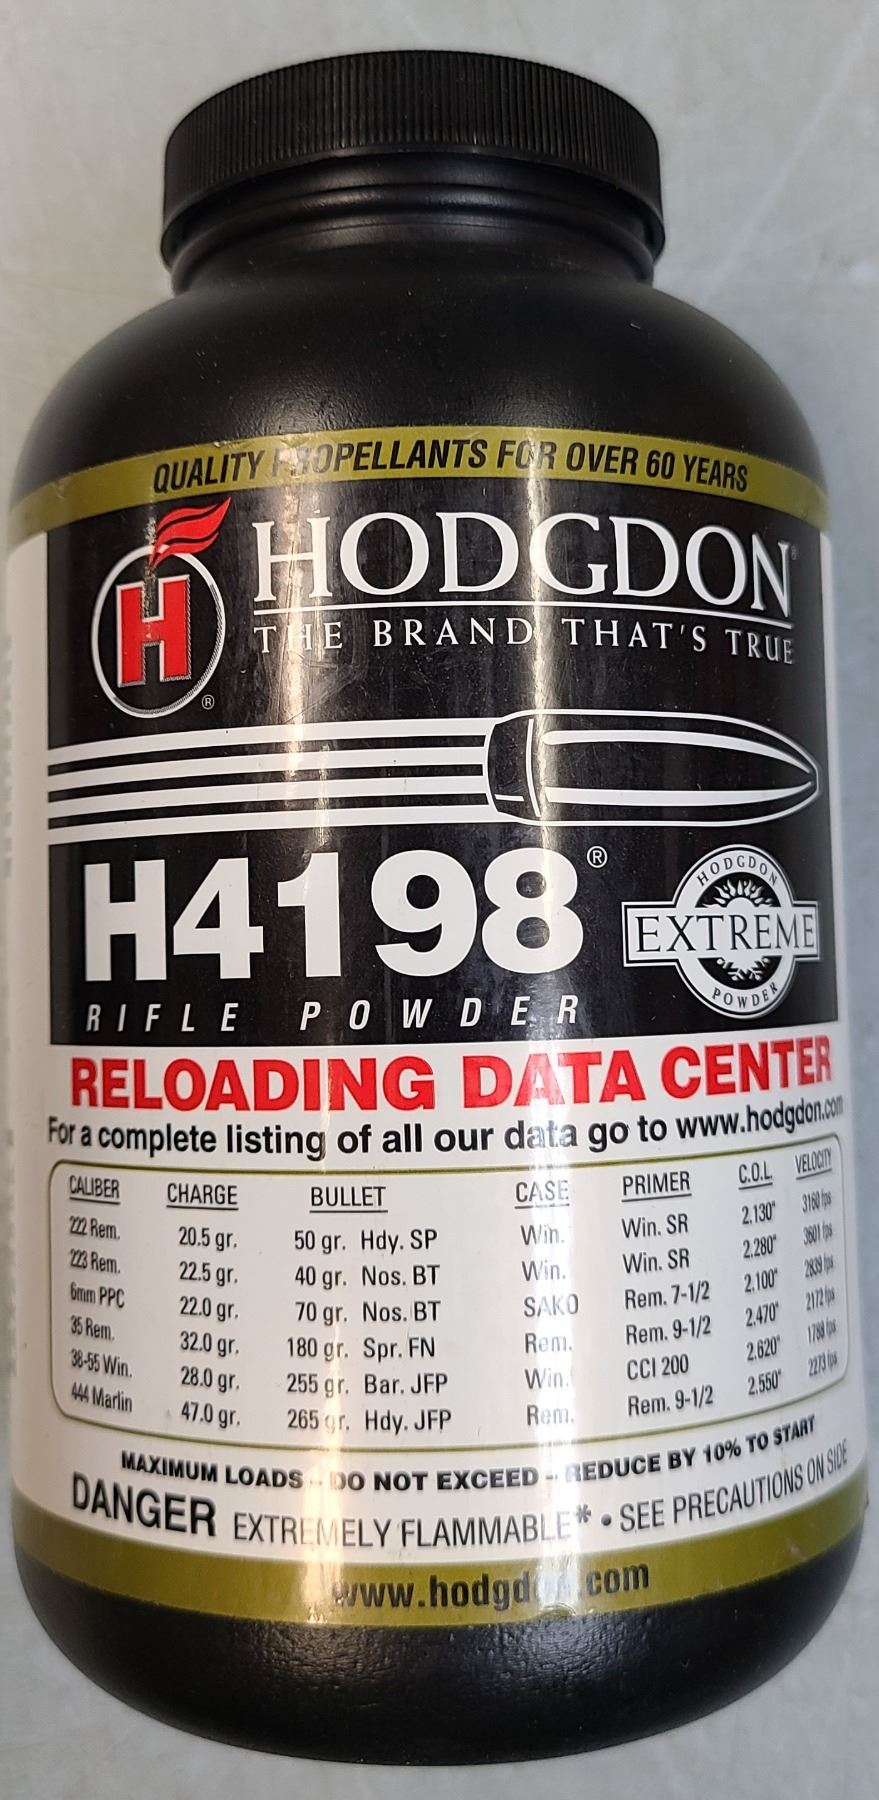 QUALITY PROPELLANTS FOR OVER 60 YEARS
H ®
HODGDON®
THE BRAND THAT'S TRUE
H4198®
RIFLE POWDER
HODGDON
EXTREME
POWDER
RELOADING DATA CENTER
For a complete listing of all our data go to www.hodgdon.com
CALIBER CHARGE BULLET CASE PRIMER C.O.L. VELOCITY
222 Rem. 20.5 gr. 50 gr. Hdy. SP Win. Win. SR 2.130" 3160 fps
223 Rem. 22.5 gr. 40 gr. Nos. BT Win. Win. SR 2.280" 3601 fps
6mm PPC 22.0 gr. 70 gr. Nos. BT SAKO Rem. 7-1/2 2.100" 2839 fps
35 Rem. 32.0 gr. 180 gr. Spr. FN Rem. Rem. 9-1/2 2.470" 2172 fps
38-55 Win. 28.0 gr. 255 gr. Bar. JFP Win. CCI 200 2.620" 1798 fps
444 Marlin 47.0 gr. 265 gr. Hdy. JFP Rem. Rem. 9-1/2 2.550" 2273 fps
MAXIMUM LOADS - DO NOT EXCEED - REDUCE BY 10% TO START
DANGER EXTREMELY FLAMMABLE* • SEE PRECAUTIONS ON SIDE
www.hodgdon.com